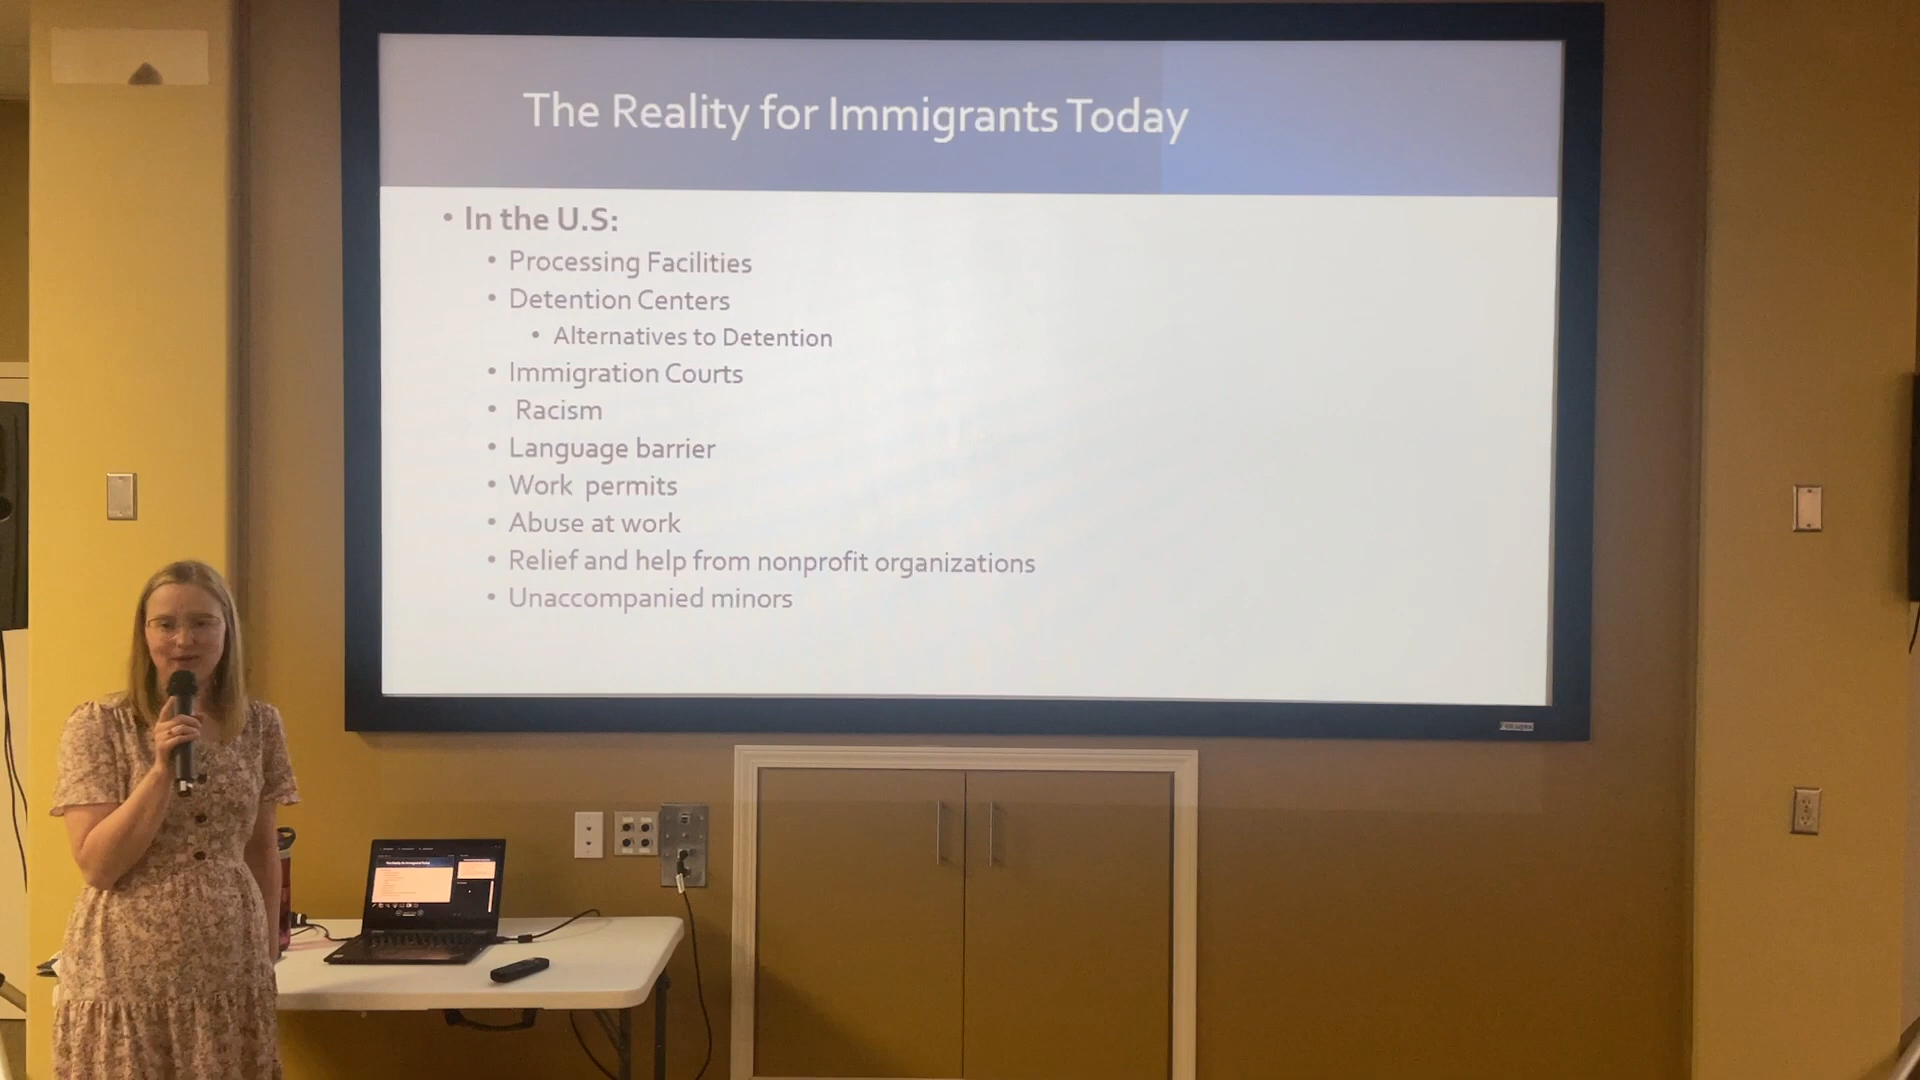 The Reality for Immigrants Today
• In the U.S:
• Processing Facilities
• Detention Centers
• Alternatives to Detention
• Immigration Courts
• Racism
• Language barrier
• Work permits
• Abuse at work
• Relief and help from nonprofit organizations
• Unaccompanied minors